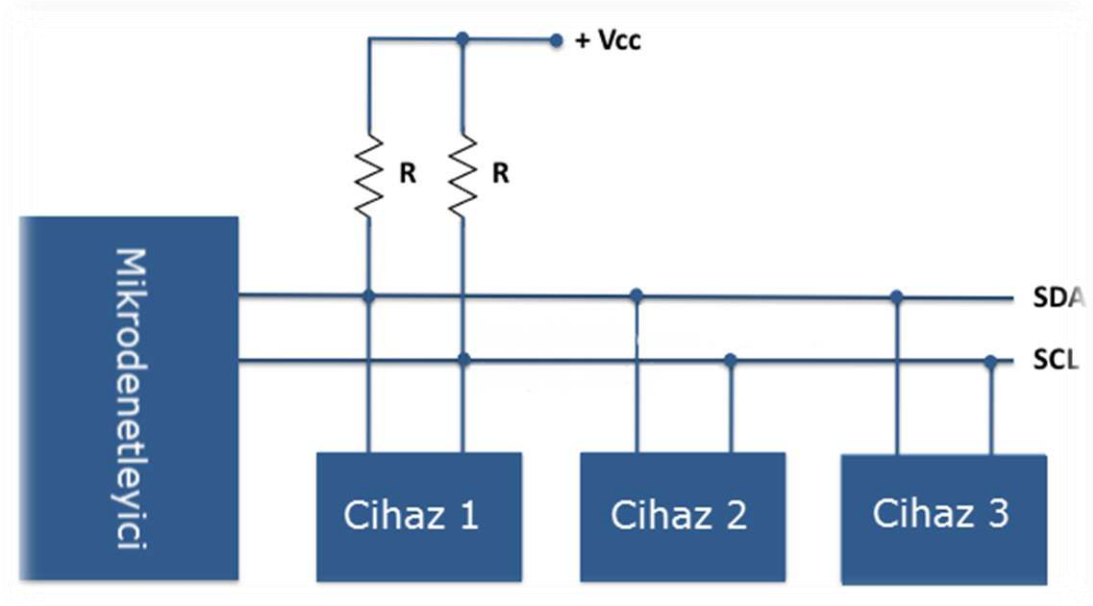 + Vcc
R
R
Mikrodenetleyici
SDA
SCL
Cihaz 1
Cihaz 2
Cihaz 3